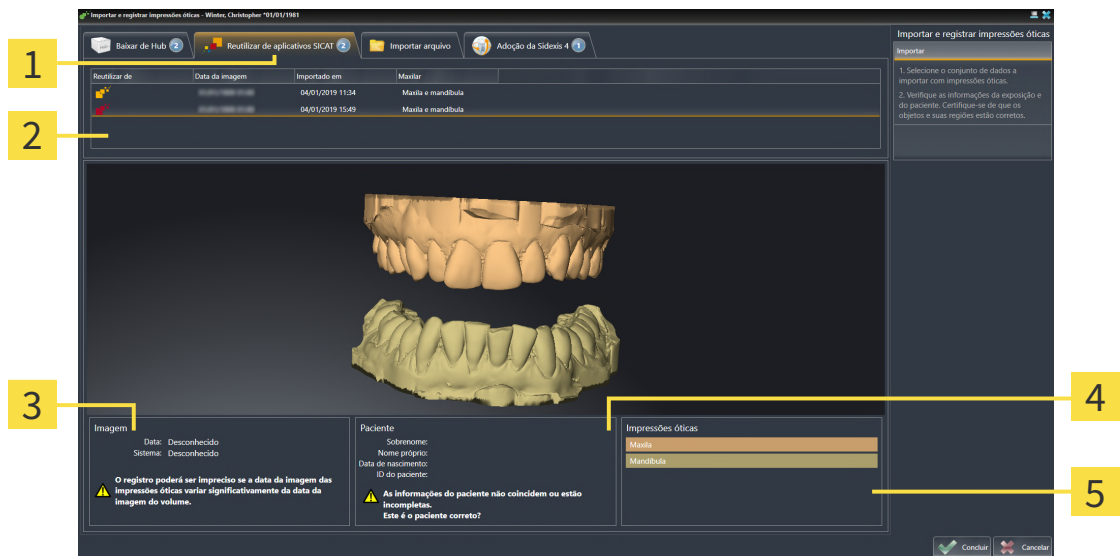 Importar e registrar impressões óticas - Winter, Christopher *01/01/1981
Baixar de Hub 2
Reutilizar de aplicativos SICAT 2
Importar arquivo
Adoção da Sidexis 4 1
Importar e registrar impressões óticas
Importar
1. Selecione o conjunto de dados a
importar com impressões óticas.
2. Verifique as informações da exposição e
do paciente. Certifique-se de que os
objetos e suas regiões estão corretos.
1
Reutilizar de Data da imagem Importado em Maxilar
04/01/2019 11:34 Maxila e mandíbula
04/01/2019 15:49 Maxila e mandíbula
2
3
Imagem
Data: Desconhecido
Sistema: Desconhecido
O registro poderá ser impreciso se a data da imagem das
impressões óticas variar significativamente da data da
imagem do volume.
Paciente
Sobrenome:
Nome próprio:
Data de nascimento:
ID do paciente:
As informações do paciente não coincidem ou estão
incompletas.
Este é o paciente correto?
4
Impressões óticas
Maxila
Mandíbula
5
Concluir
Cancelar